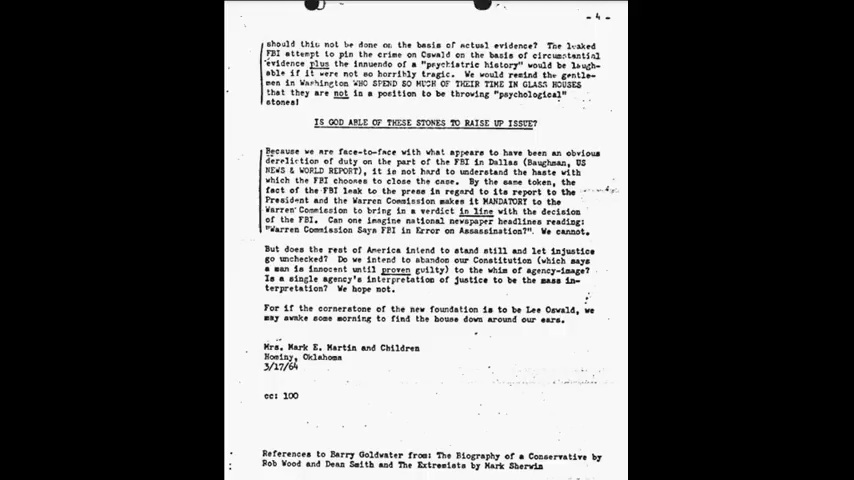 - 4 -
should this not be done on the basis of actual evidence? The leaked
FBI attempt to pin the crime on Oswald on the basis of circumstantial
evidence plus the innuendo of a "psychiatric history" would be laugh-
able if it were not so horribly tragic. We would remind the gentle-
men in Washington WHO SPEND SO MUCH OF THEIR TIME IN GLASS HOUSES
that they are not in a position to be throwing "psychological"
stones!
IS GOD ABLE OF THESE STONES TO RAISE UP ISSUE?
Because we are face-to-face with what appears to have been an obvious
dereliction of duty on the part of the FBI in Dallas (Baughman, US
NEWS & WORLD REPORT), it is not hard to understand the haste with
which the FBI chooses to close the case. By the same token, the
fact of the FBI leak to the press in regard to its report to the
President and the Warren Commission makes it MANDATORY to the
Warren Commission to bring in a verdict in line with the decision
of the FBI. Can one imagine national newspaper headlines reading:
"Warren Commission Says FBI in Error on Assassination?". We cannot.
But does the rest of America intend to stand still and let injustice
go unchecked? Do we intend to abandon our Constitution (which says
a man is innocent until proven guilty) to the whim of agency-image?
Is a single agency's interpretation of justice to be the mass in-
terpretation? We hope not.
For if the cornerstone of the new foundation is to be Lee Oswald, we
may awake some morning to find the house down around our ears.
Mrs. Mark E. Martin and Children
Hominy, Oklahoma
3/17/64
cc: 100
References to Barry Goldwater from: The Biography of a Conservative by
Rob Wood and Dean Smith and The Extremists by Mark Sherwin